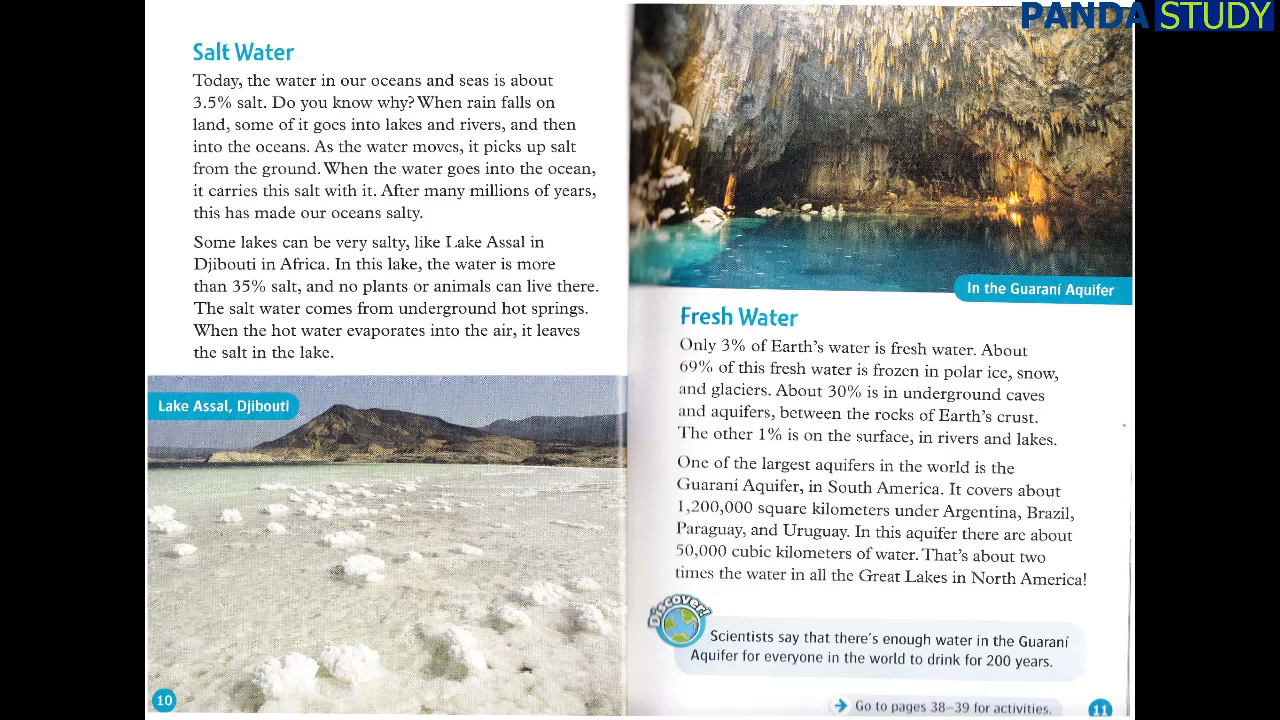 PANDA STUDY
Salt Water
Today, the water in our oceans and seas is about
3.5% salt. Do you know why? When rain falls on
land, some of it goes into lakes and rivers, and then
into the oceans. As the water moves, it picks up salt
from the ground. When the water goes into the ocean,
it carries this salt with it. After many millions of years,
this has made our oceans salty.
Some lakes can be very salty, like Lake Assal in
Djibouti in Africa. In this lake, the water is more
than 35% salt, and no plants or animals can live there.
The salt water comes from underground hot springs.
When the hot water evaporates into the air, it leaves
the salt in the lake.
Lake Assal, Djibouti
10
In the Guaraní Aquifer
Fresh Water
Only 3% of Earth's water is fresh water. About
69% of this fresh water is frozen in polar ice, snow,
and glaciers. About 30% is in underground caves
and aquifers, between the rocks of Earth's crust.
The other 1% is on the surface, in rivers and lakes.
One of the largest aquifers in the world is the
Guaraní Aquifer, in South America. It covers about
1,200,000 square kilometers under Argentina, Brazil,
Paraguay, and Uruguay. In this aquifer there are about
50,000 cubic kilometers of water. That's about two
times the water in all the Great Lakes in North America!
Discover!
Scientists say that there's enough water in the Guaraní
Aquifer for everyone in the world to drink for 200 years.
Go to pages 38–39 for activities.
11